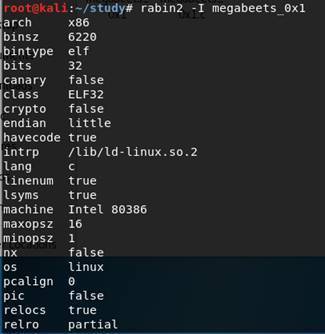 root@kali:~/study# rabin2 -I megabeets_0x1
arch x86
binsz 6220
bintype elf
bits 32
canary false
class ELF32
crypto false
endian little
havecode true
intrp /lib/ld-linux.so.2
lang c
linenum true
lsyms true
machine Intel 80386
maxopsz 16
minopsz 1
nx false
os linux
pcalign 0
pic false
relocs true
relro partial